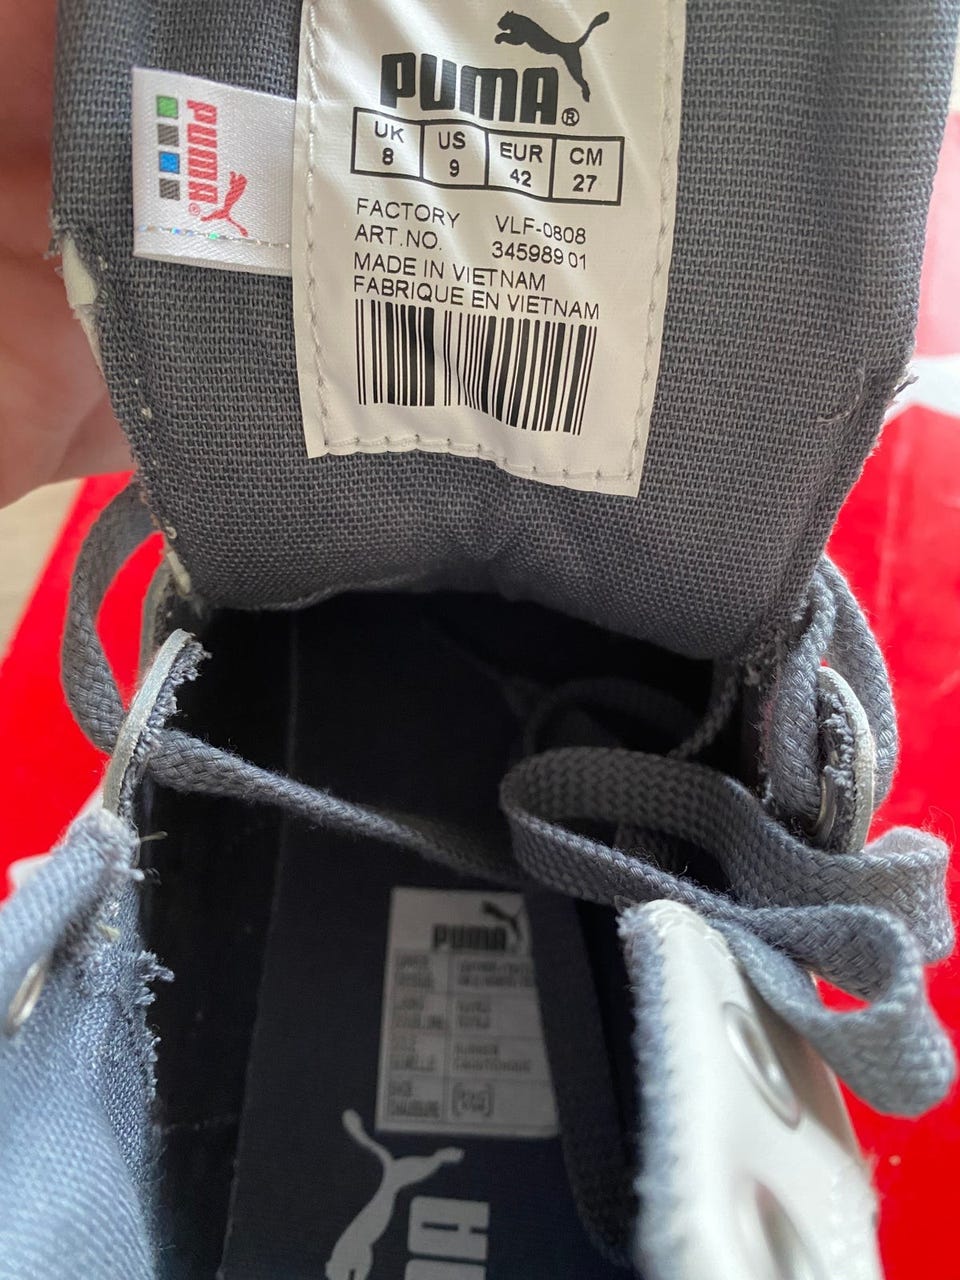 PUMA®
UK US EUR CM
8 9 42 27
FACTORY VLF-0808
ART.NO. 345989 01
MADE IN VIETNAM
FABRIQUE EN VIETNAM
PUMA®
PUMA